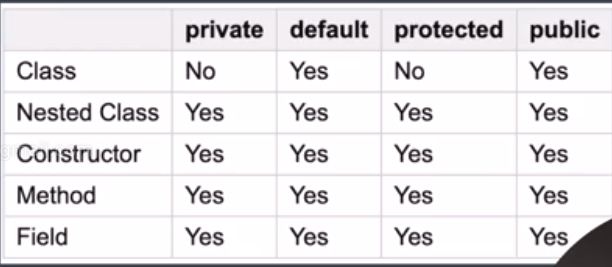 private default protected public
Class No Yes No Yes
Nested Class Yes Yes Yes Yes
Constructor Yes Yes Yes Yes
Method Yes Yes Yes Yes
Field Yes Yes Yes Yes